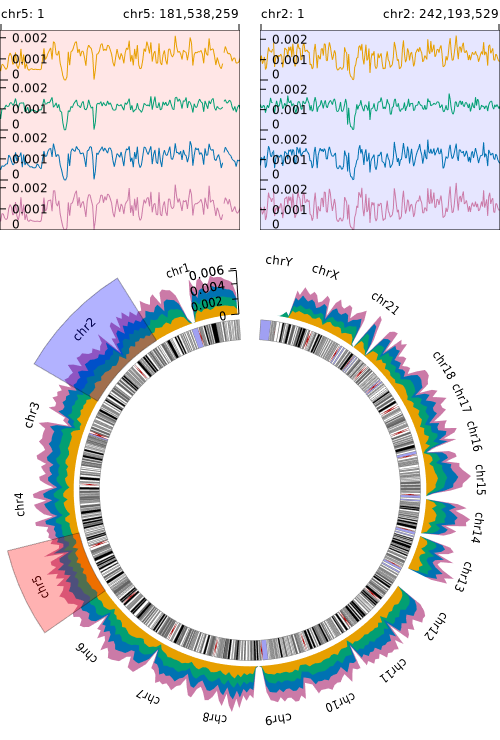 chr5: 1 chr5: 181,538,259 chr2: 1 chr2: 242,193,529
0.002
0.001
0
0.002
0.001
0
0.002
0.001
0
0.002
0.001
0
0.002
0.001
0
0.002
0.001
0
0.002
0.001
0
0.002
0.001
0
chr1
0.006
0.004
0.002
0
chrY
chrX
chr21
chr18
chr17
chr16
chr15
chr14
chr13
chr12
chr11
chr10
chr9
chr8
chr7
chr6
chr5
chr4
chr3
chr2